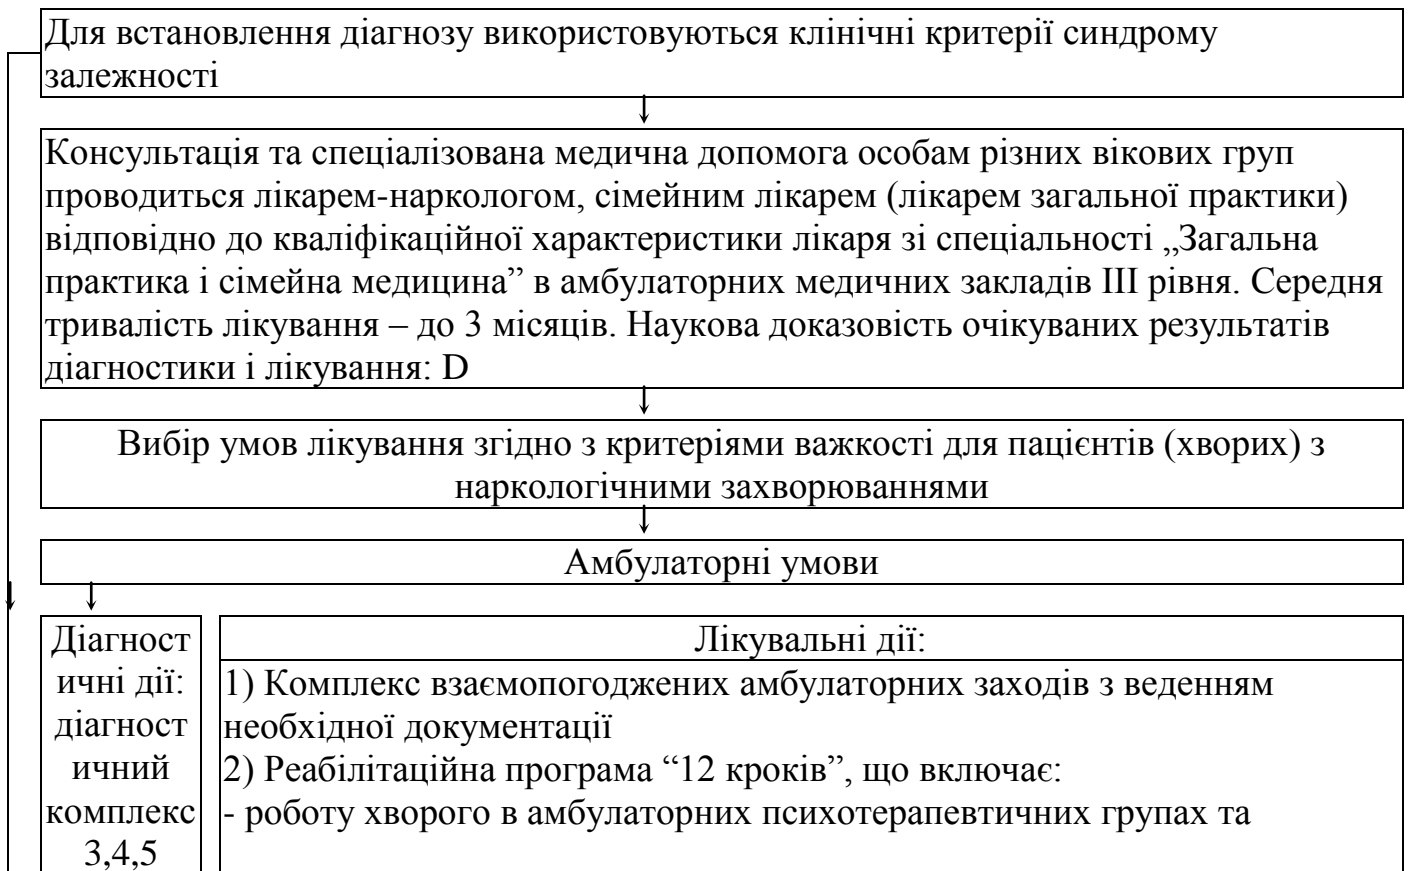 Для встановлення діагнозу використовуються клінічні критерії синдрому
залежності
Консультація та спеціалізована медична допомога особам різних вікових груп
проводиться лікарем-наркологом, сімейним лікарем (лікарем загальної практики)
відповідно до кваліфікаційної характеристики лікаря зі спеціальності „Загальна
практика і сімейна медицина” в амбулаторних медичних закладів ІІІ рівня. Середня
тривалість лікування – до 3 місяців. Наукова доказовість очікуваних результатів
діагностики і лікування: D
Вибір умов лікування згідно з критеріями важкості для пацієнтів (хворих) з
наркологічними захворюваннями
Амбулаторні умови
Діагност
ичні дії:
діагност
ичний
комплекс
3,4,5
Лікувальні дії:
1) Комплекс взаємопогоджених амбулаторних заходів з веденням
необхідної документації
2) Реабілітаційна програма “12 кроків”, що включає:
- роботу хворого в амбулаторних психотерапевтичних групах та